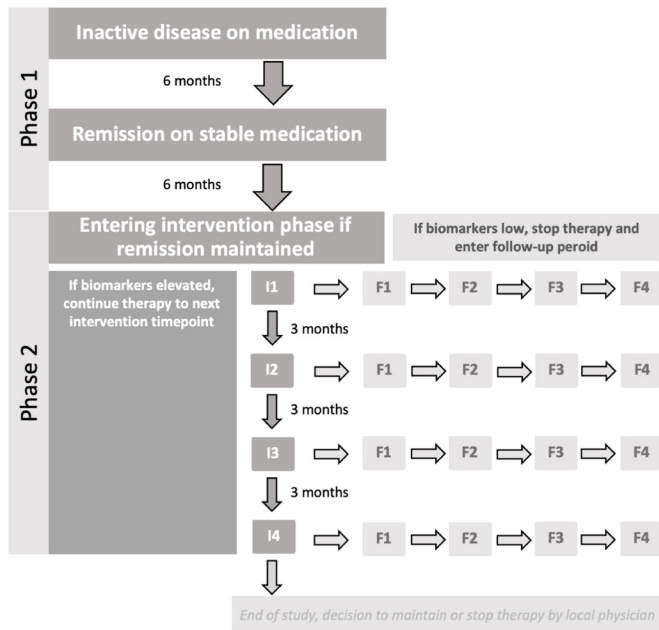 Phase 1
Inactive disease on medication
6 months
Remission on stable medication
6 months
Phase 2
Entering intervention phase if
remission maintained
If biomarkers low, stop therapy and
enter follow-up peroid
If biomarkers elevated,
continue therapy to next
intervention timepoint
I1 F1 F2 F3 F4
3 months
I2 F1 F2 F3 F4
3 months
I3 F1 F2 F3 F4
3 months
I4 F1 F2 F3 F4
End of study, decision to maintain or stop therapy by local physician